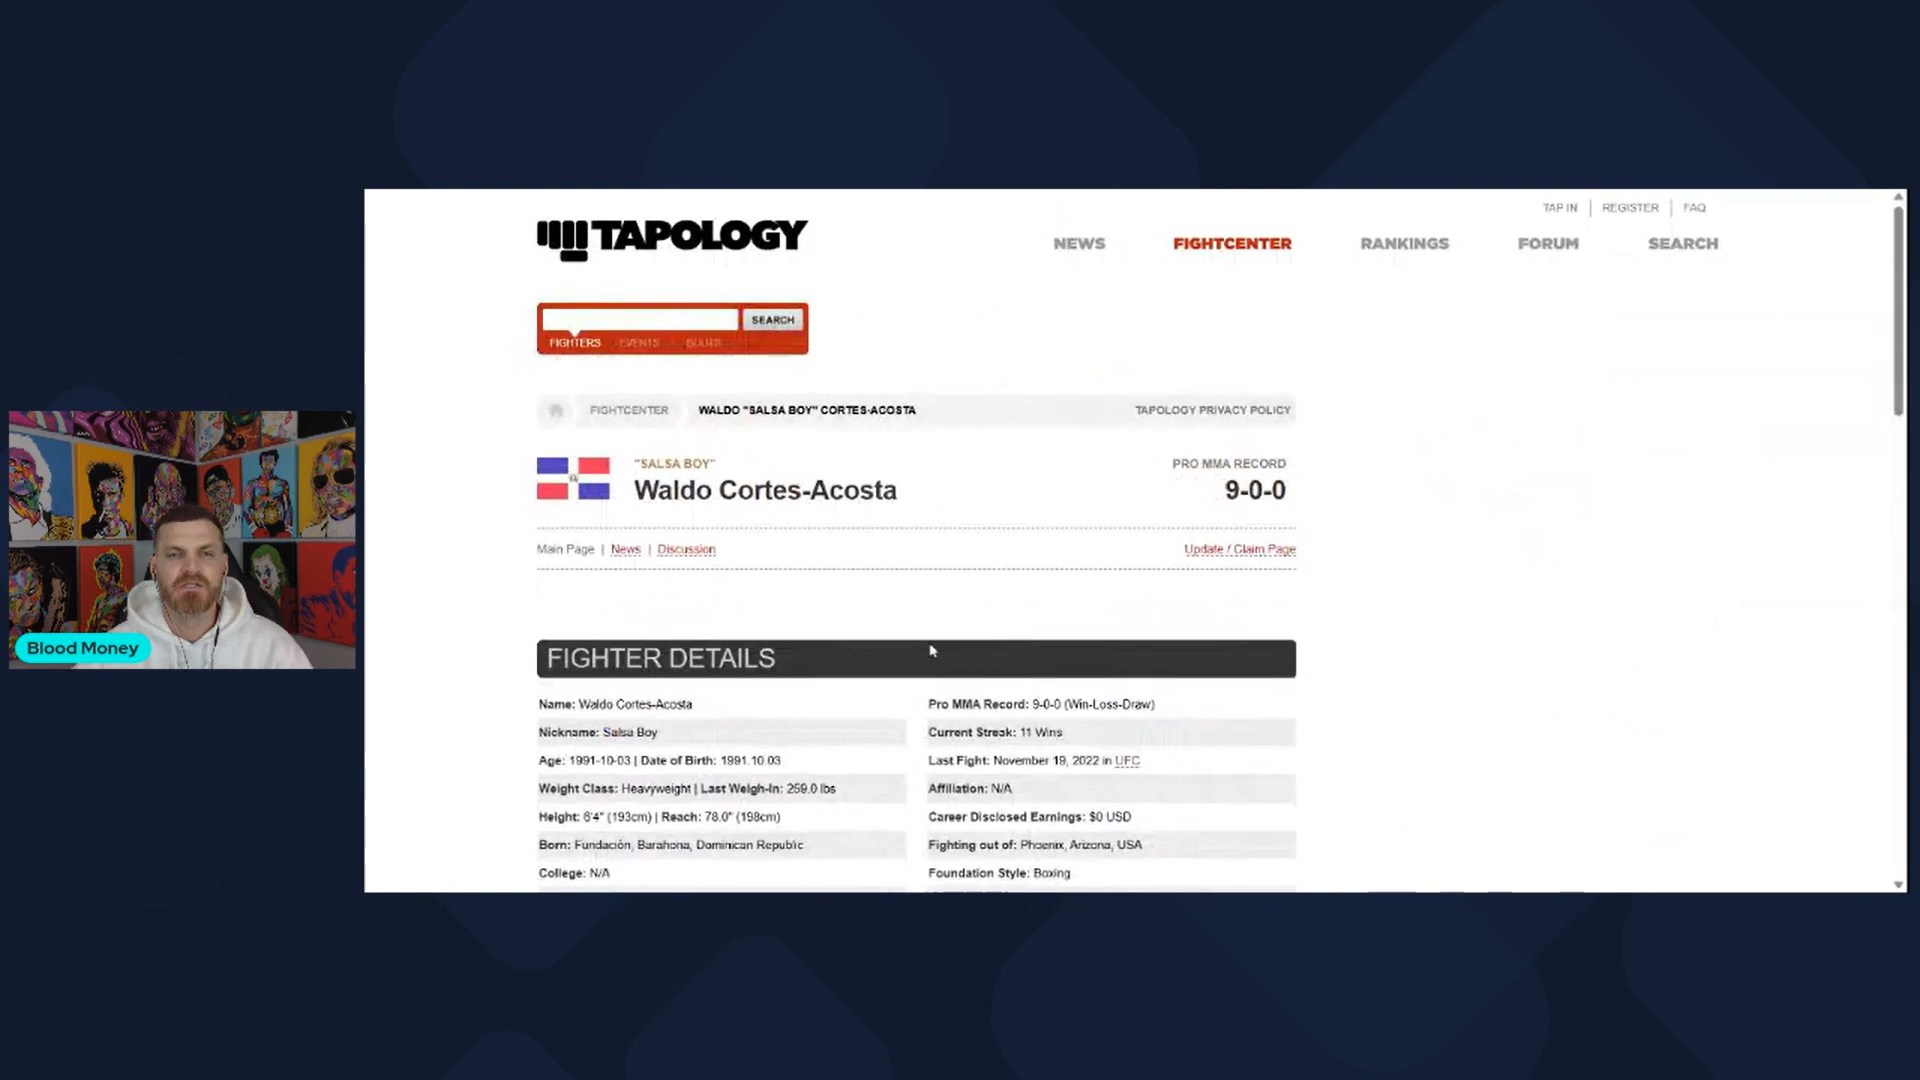 TAP IN | REGISTER | FAQ
TAPOLOGY
NEWS FIGHTCENTER RANKINGS FORUM SEARCH
SEARCH
FIGHTERS EVENTS BOUTS
FIGHTCENTER WALDO "SALSA BOY" CORTES-ACOSTA TAPOLOGY PRIVACY POLICY
"SALSA BOY" PRO MMA RECORD
Waldo Cortes-Acosta 9-0-0
Main Page | News | Discussion Update / Claim Page
Blood Money
FIGHTER DETAILS
Name: Waldo Cortes-Acosta Pro MMA Record: 9-0-0 (Win-Loss-Draw)
Nickname: Salsa Boy Current Streak: 11 Wins
Age: 1991-10-03 | Date of Birth: 1991.10.03 Last Fight: November 19, 2022 in UFC
Weight Class: Heavyweight | Last Weigh-In: 259.0 lbs Affiliation: N/A
Height: 6'4" (193cm) | Reach: 78.0" (198cm) Career Disclosed Earnings: $0 USD
Born: Fundación, Barahona, Dominican Republic Fighting out of: Phoenix, Arizona, USA
College: N/A Foundation Style: Boxing